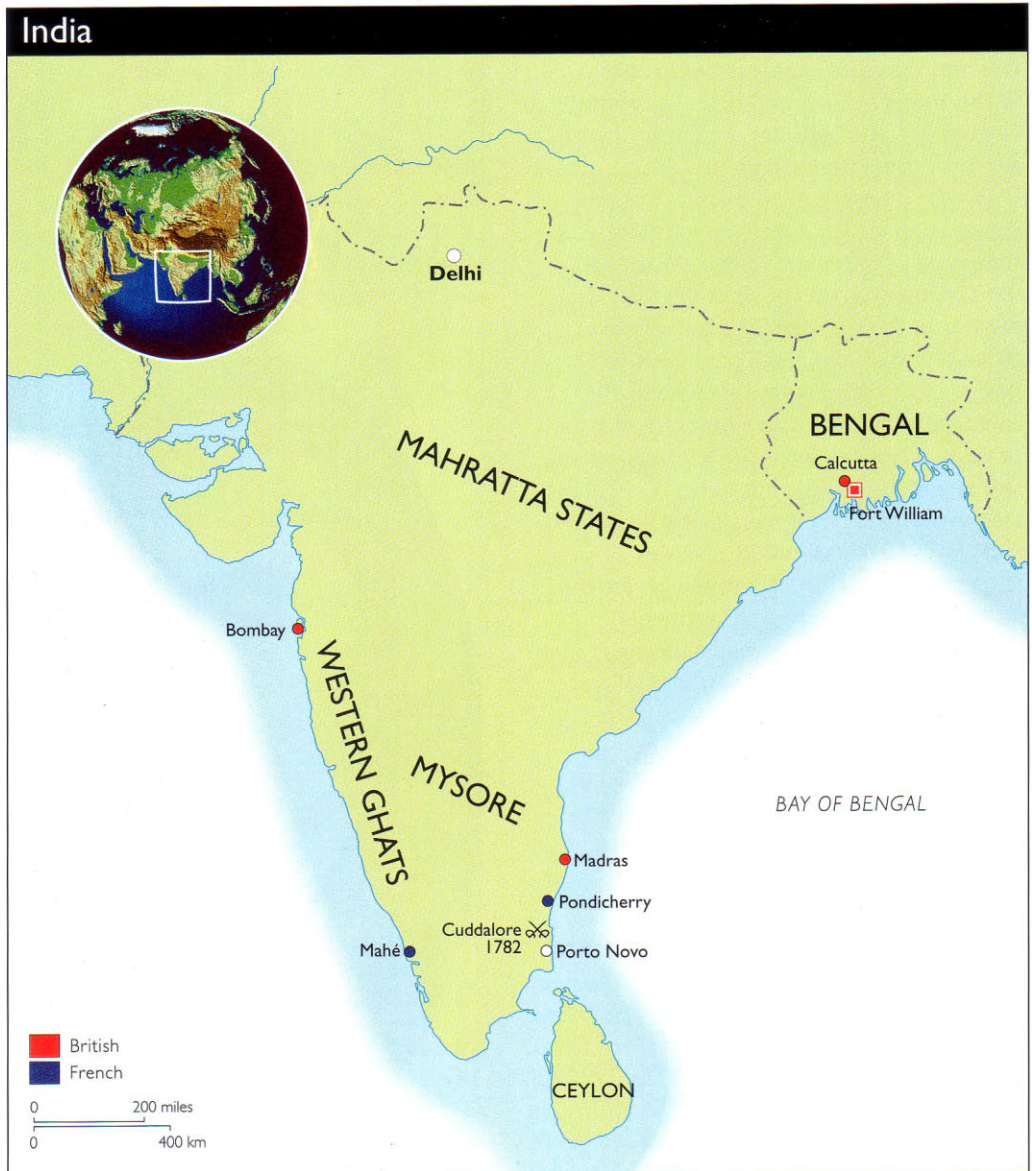 India
Delhi
MAHRATTA STATES
BENGAL
Calcutta
Fort William
Bombay
WESTERN GHATS
MYSORE
BAY OF BENGAL
Madras
Pondicherry
Cuddalore
1782
Mahé
Porto Novo
CEYLON
British
French
0 200 miles
0 400 km